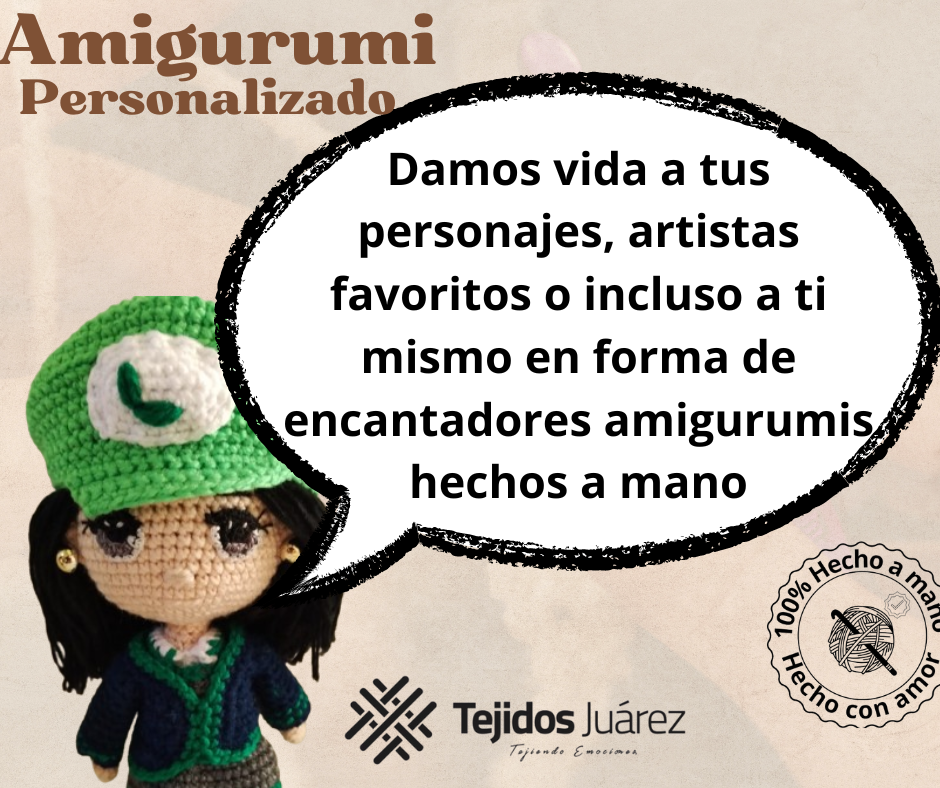 Amigurumi
Personalizado
Damos vida a tus
personajes, artistas
favoritos o incluso a ti
mismo en forma de
encantadores amigurumis
hechos a mano
L
100% Hecho a mano
Hecho con amor
Tejidos Juárez
Tejiendo Emociones